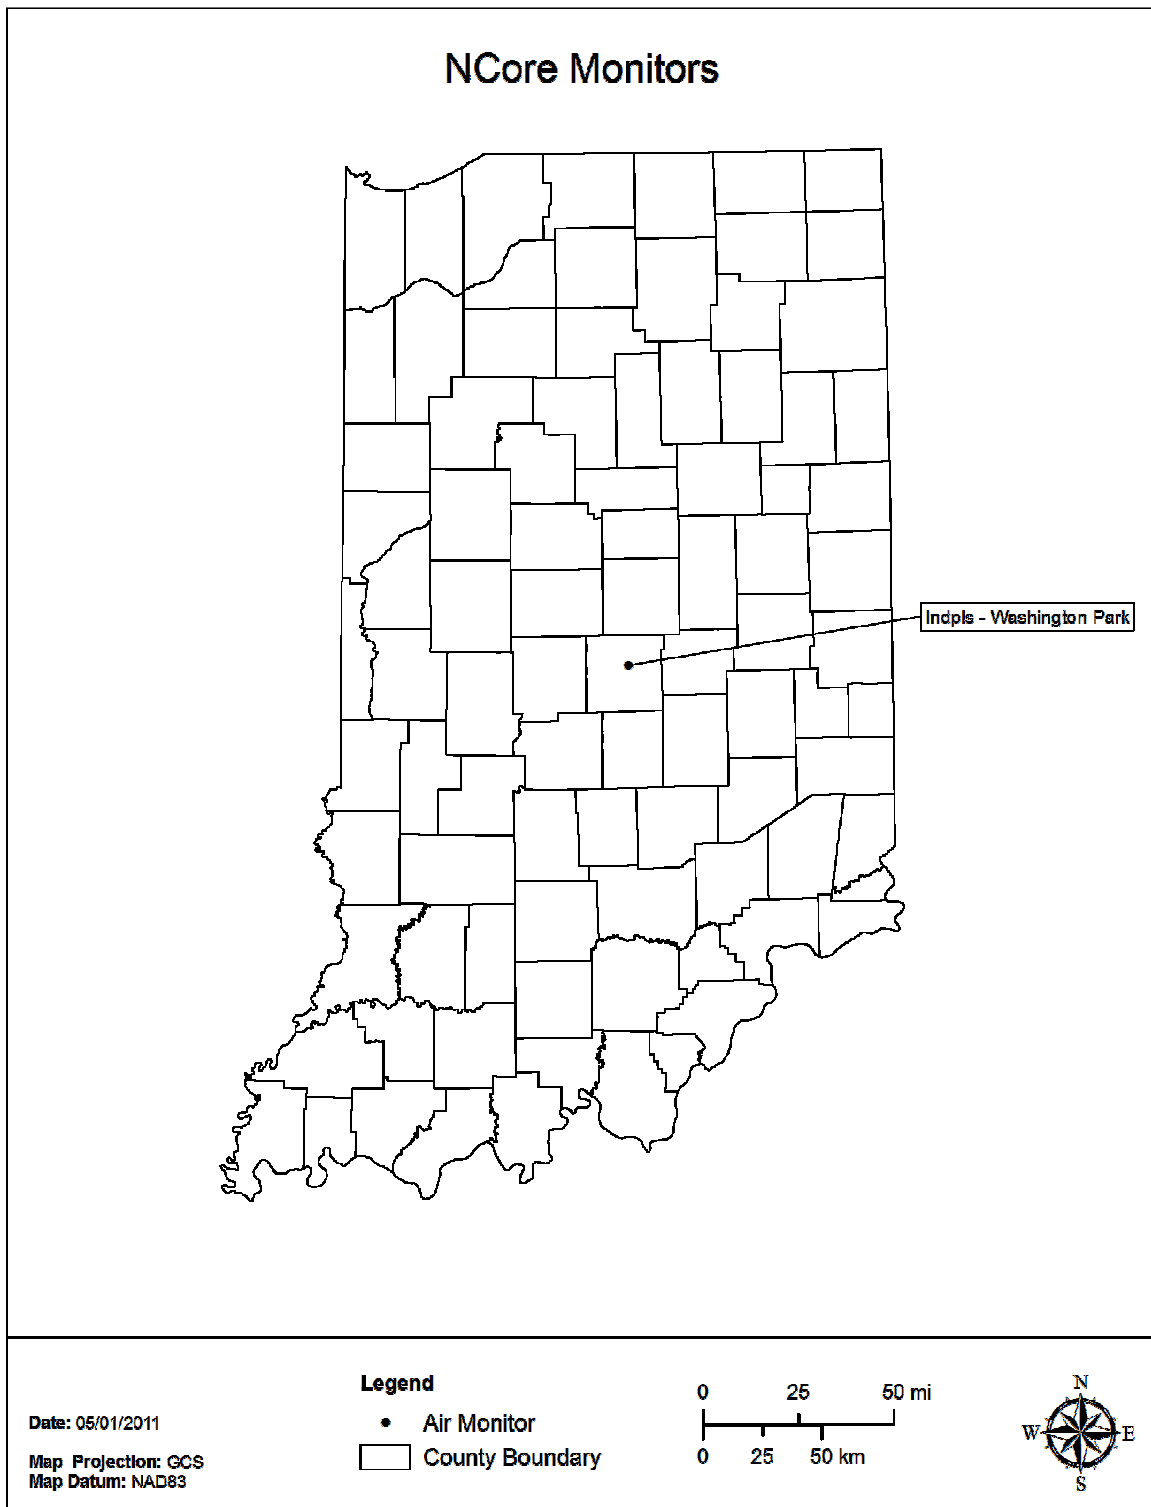 NCore Monitors
Indpls - Washington Park
Legend
Air Monitor
County Boundary
Date: 05/01/2011
Map Projection: GCS
Map Datum: NAD83
0 25 50 mi
0 25 50 km
N
W E
S